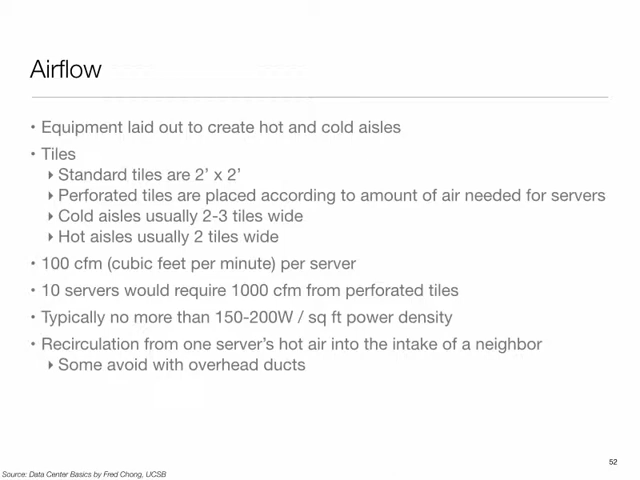 Airflow
• Equipment laid out to create hot and cold aisles
• Tiles
‣ Standard tiles are 2’ x 2’
‣ Perforated tiles are placed according to amount of air needed for servers
‣ Cold aisles usually 2-3 tiles wide
‣ Hot aisles usually 2 tiles wide
• 100 cfm (cubic feet per minute) per server
• 10 servers would require 1000 cfm from perforated tiles
• Typically no more than 150-200W / sq ft power density
• Recirculation from one server’s hot air into the intake of a neighbor
‣ Some avoid with overhead ducts
52
Source: Data Center Basics by Fred Chong, UCSB